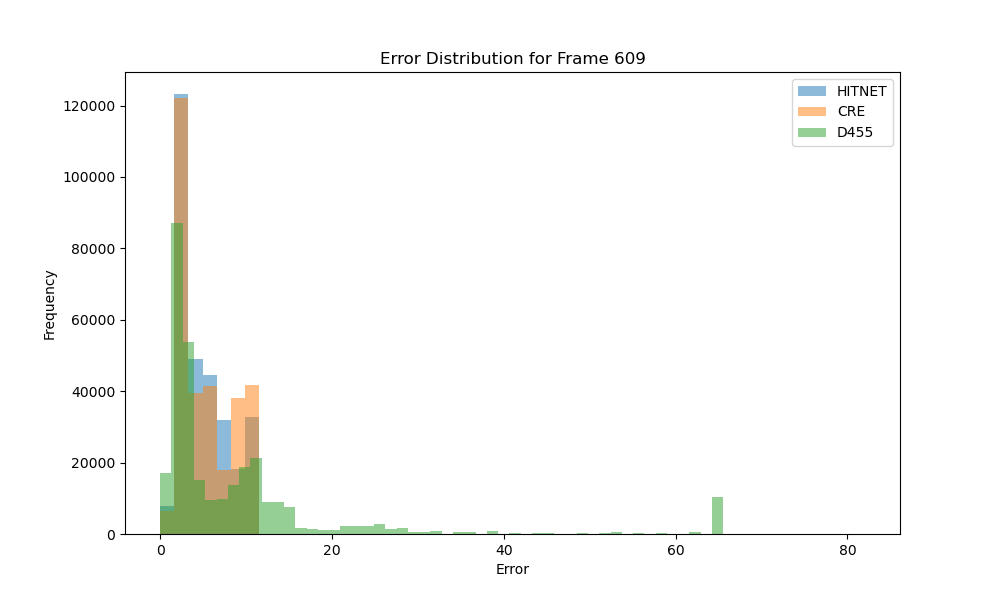 Error Distribution for Frame 609
HITNET
CRE
D455
120000
100000
80000
60000
40000
20000
0
Frequency
0 20 40 60 80
Error